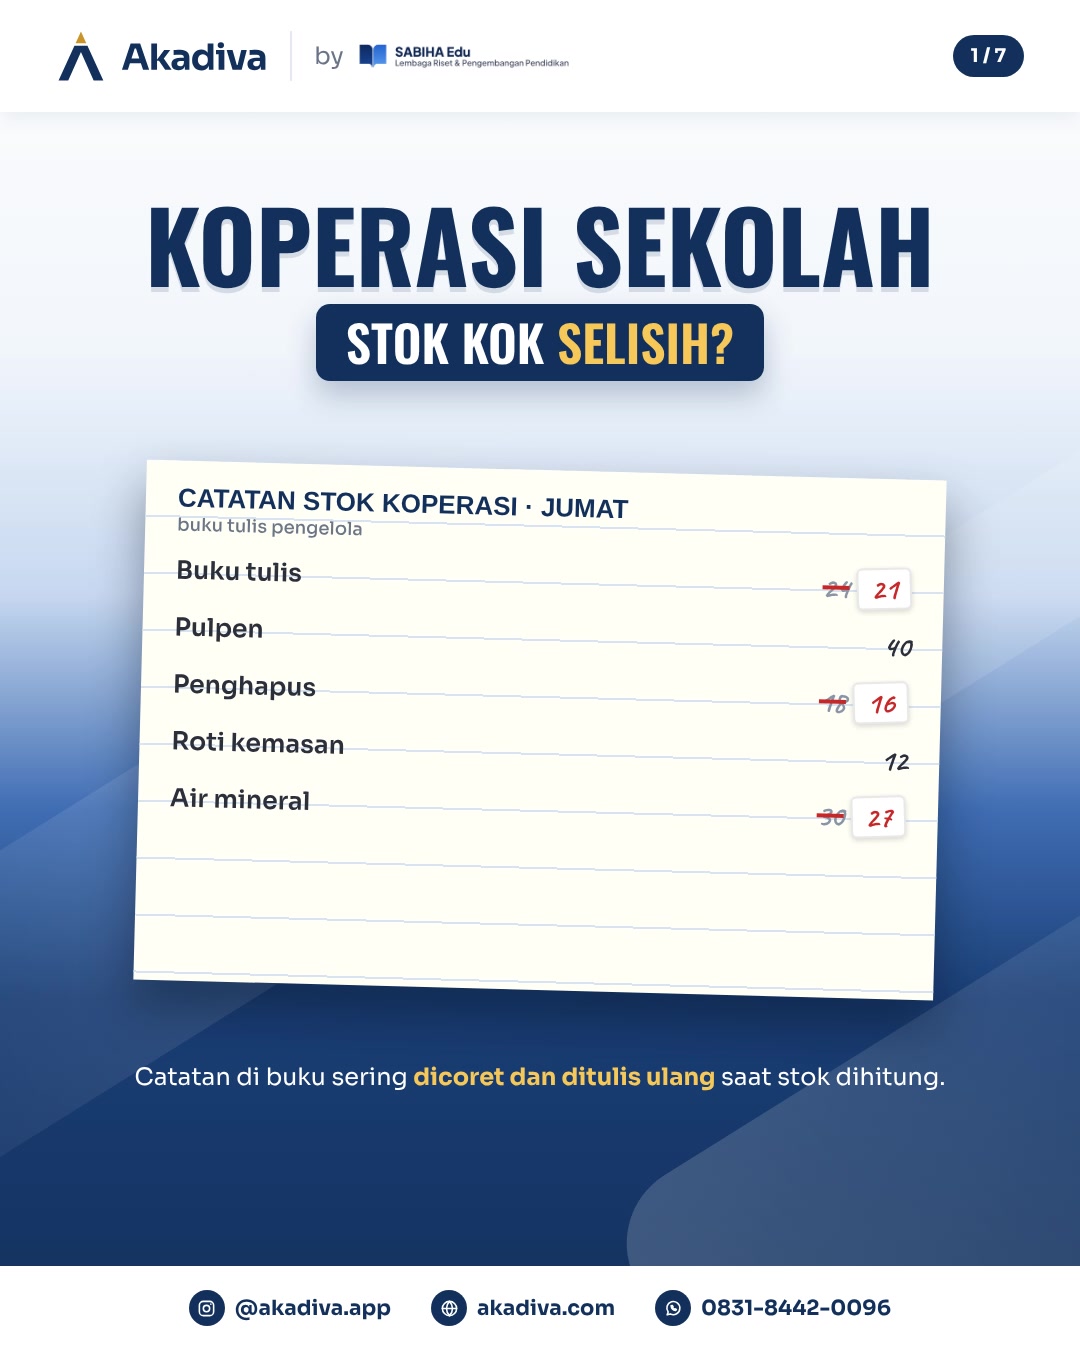 Akadiva by SABIHA Edu
Lembaga Riset & Pengembangan Pendidikan
1 / 7
KOPERASI SEKOLAH
STOK KOK SELISIH?
CATATAN STOK KOPERASI · JUMAT
buku tulis pengelola
Buku tulis 24 21
Pulpen 40
Penghapus 18 16
Roti kemasan 12
Air mineral 30 27
Catatan di buku sering dicoret dan ditulis ulang saat stok dihitung.
@akadiva.app akadiva.com 0831-8442-0096